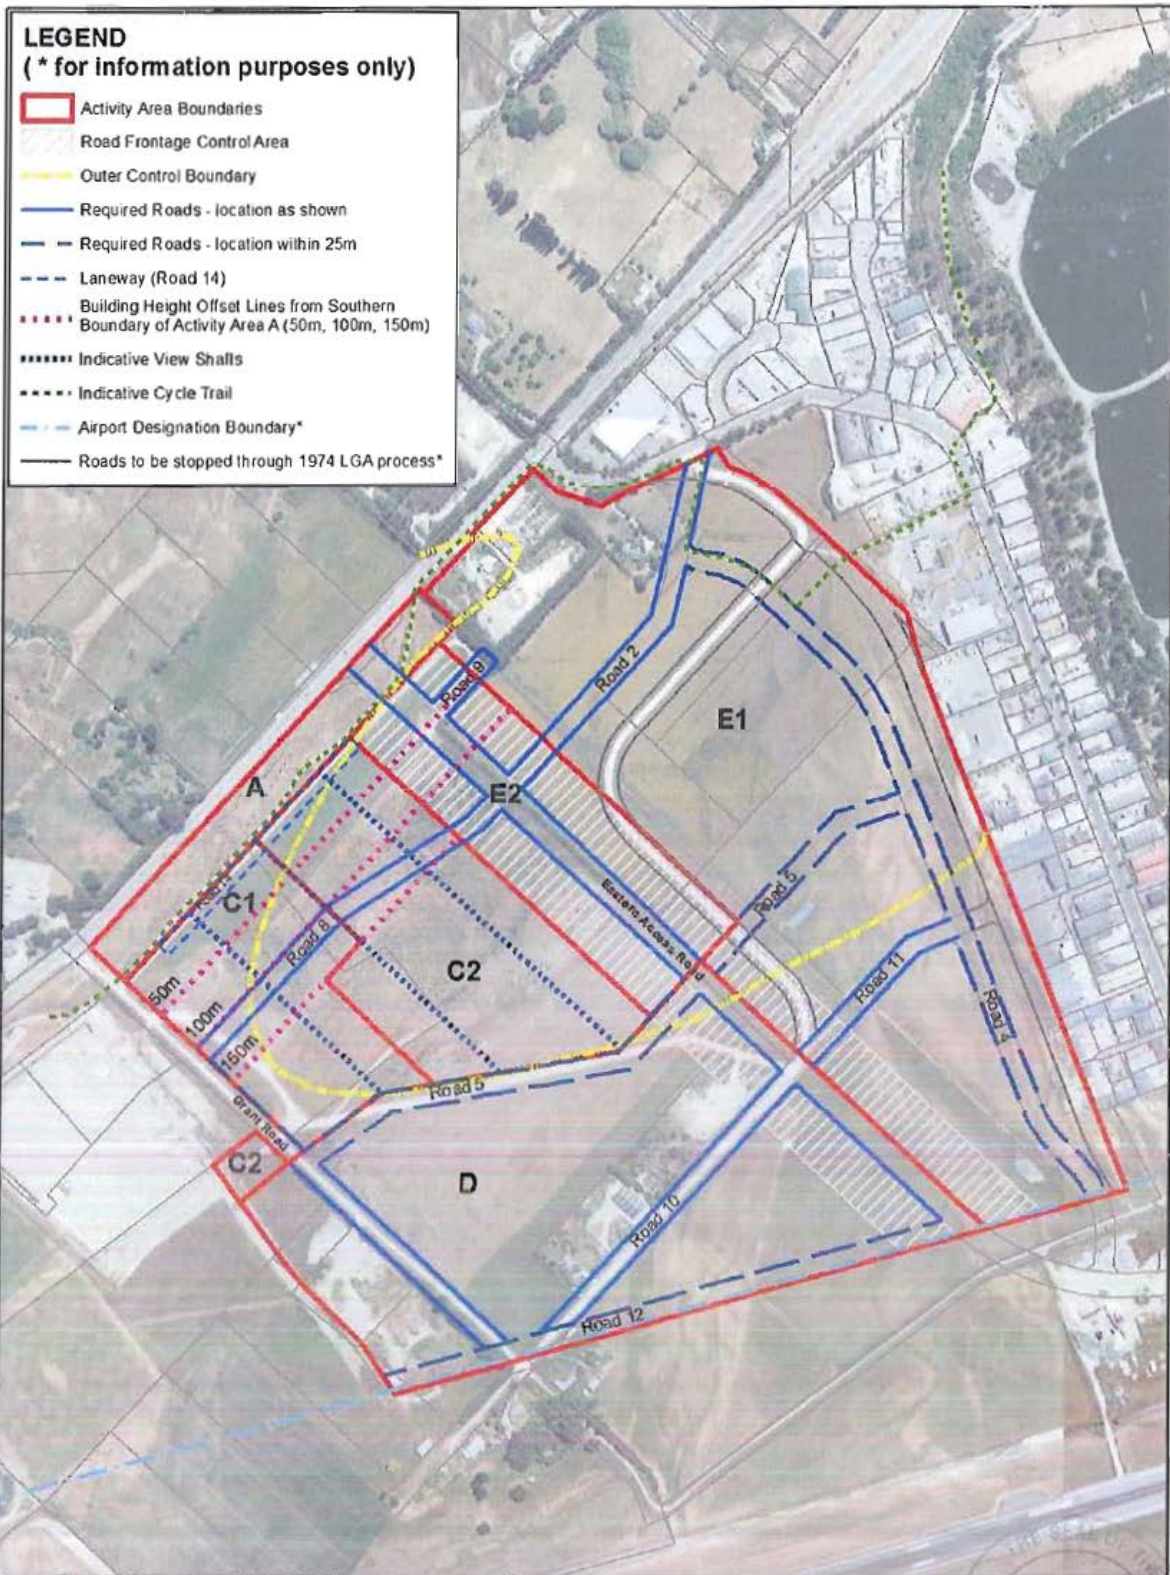 LEGEND
( * for information purposes only)
Activity Area Boundaries
Road Frontage Control Area
Outer Control Boundary
Required Roads - location as shown
Required Roads - location within 25m
Laneway (Road 14)
Building Height Offset Lines from Southern
Boundary of Activity Area A (50m, 100m, 150m)
Indicative View Shafts
Indicative Cycle Trail
Airport Designation Boundary*
Roads to be stopped through 1974 LGA process*
Road 9
Road 2
E1
A
E2
C1
Road 8
Road 5
Eastern Access Road
C2
50m
100m
150m
Road 11
Road 4
Road 5
Grant Road
C2
D
Road 10
Road 12
THE SEAL OF